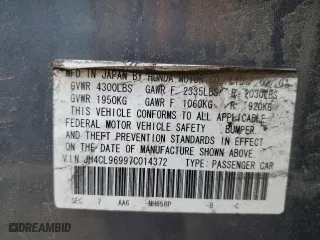 MFD IN JAPAN BY HONDA MOTOR
GVWR 4300LBS GAWR F 2335LBS R 2030LBS
GVWR 1950KG GAWR F 1060KG R 920KG
THIS VEHICLE CONFORMS TO ALL APPLICABLE
FEDERAL MOTOR VEHICLE SAFETY BUMPER
AND THEFT PREVENTION STANDARDS IN EFFECT
ON THE DATE OF MANUFACTURE SHOWN ABOVE
VIN JH4CL96997C014372 TYPE: PASSENGER CAR
SEC 7 AA6 NH658P -B C